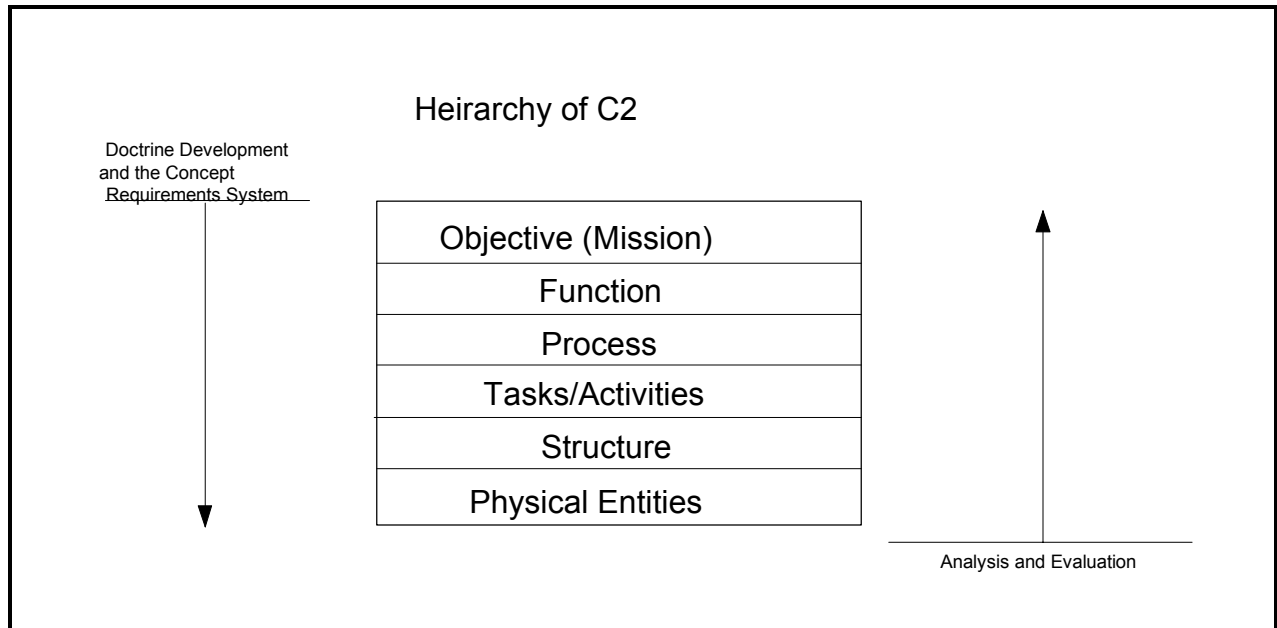 Heirarchy of C2
Doctrine Development
and the Concept
Requirements System
Objective (Mission)
Function
Process
Tasks/Activities
Structure
Physical Entities
Analysis and Evaluation